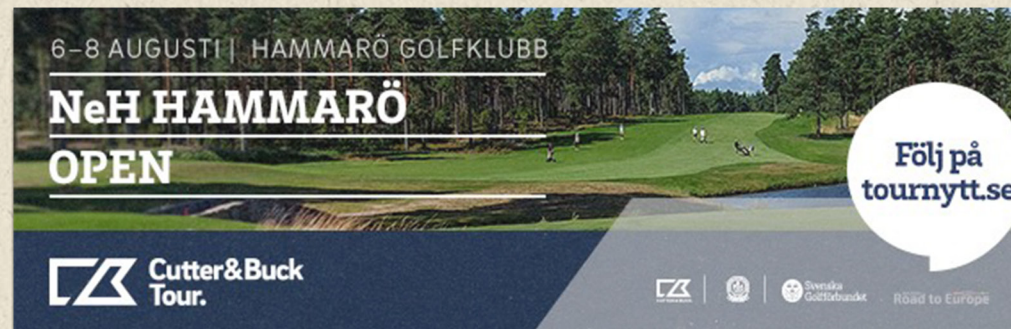 6–8 AUGUSTI | HAMMARÖ GOLFKLUBB
NeH HAMMARÖ
OPEN
Följ på
tournytt.se
Cutter&Buck
Tour.
Svenska
Golfförbundet
Road to Europe